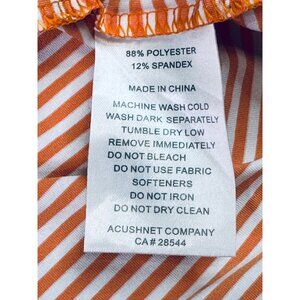 88% POLYESTER
12% SPANDEX
MADE IN CHINA
MACHINE WASH COLD
WASH DARK SEPARATELY
TUMBLE DRY LOW
REMOVE IMMEDIATELY
DO NOT BLEACH
DO NOT USE FABRIC
SOFTENERS
DO NOT IRON
DO NOT DRY CLEAN
ACUSHNET COMPANY
CA# 28544